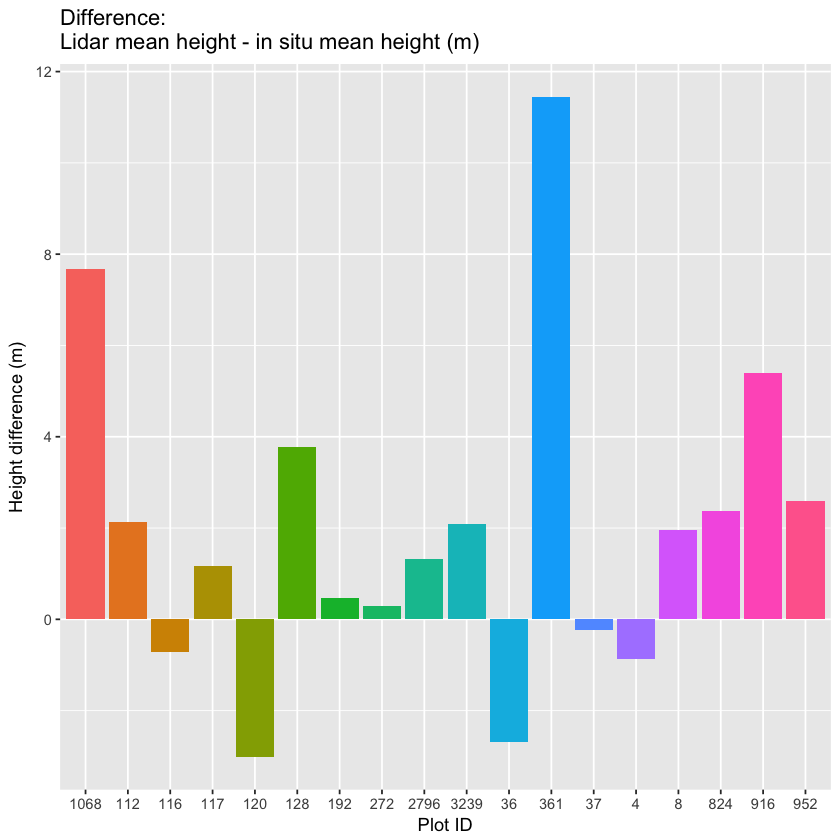 Difference:
Lidar mean height - in situ mean height (m)
12
8
4
0
Height difference (m)
1068 112 116 117 120 128 192 272 2796 3239 36 361 37 4 8 824 916 952
Plot ID